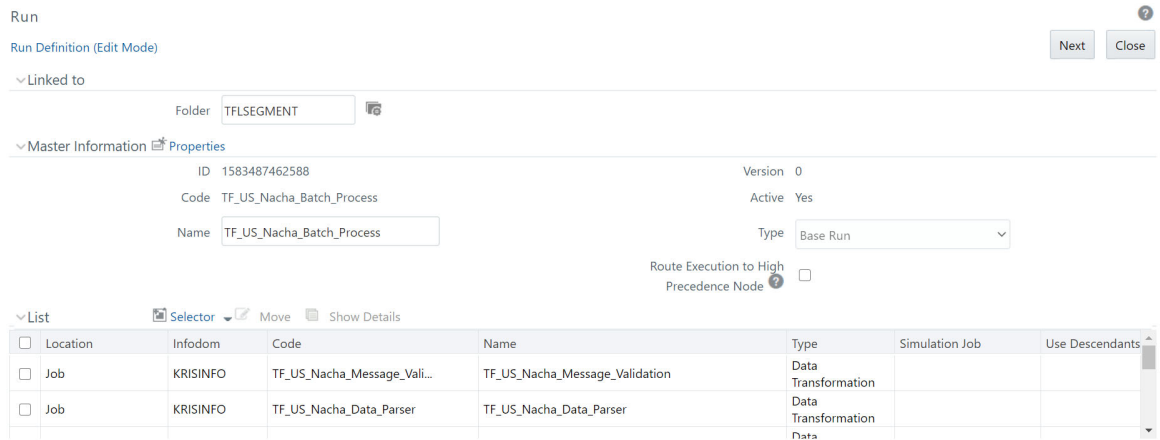 Run
Run Definition (Edit Mode)
Next
Close
Linked to
Folder TFLSEGMENT
Master Information Properties
ID 1583487462588
Version 0
Code TF_US_Nacha_Batch_Process
Active Yes
Name TF_US_Nacha_Batch_Process
Type Base Run
Route Execution to High
Precedence Node ?
List Selector Move Show Details
Location Infodom Code Name Type Simulation Job Use Descendants
Job KRISINFO TF_US_Nacha_Message_Vali... TF_US_Nacha_Message_Validation Data
Transformation
Job KRISINFO TF_US_Nacha_Data_Parser TF_US_Nacha_Data_Parser Data
Transformation
Data